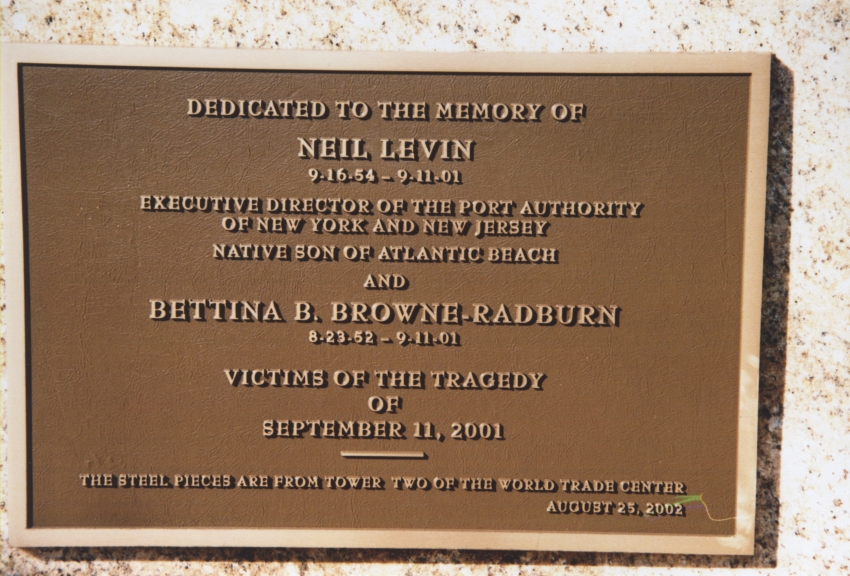 DEDICATED TO THE MEMORY OF
NEIL LEVIN
9-16-54 – 9-11-01
EXECUTIVE DIRECTOR OF THE PORT AUTHORITY
OF NEW YORK AND NEW JERSEY
NATIVE SON OF ATLANTIC BEACH
AND
BETTINA B. BROWNE-RADBURN
8-23-52 – 9-11-01
VICTIMS OF THE TRAGEDY
OF
SEPTEMBER 11, 2001
THE STEEL PIECES ARE FROM TOWER TWO OF THE WORLD TRADE CENTER
AUGUST 25, 2002